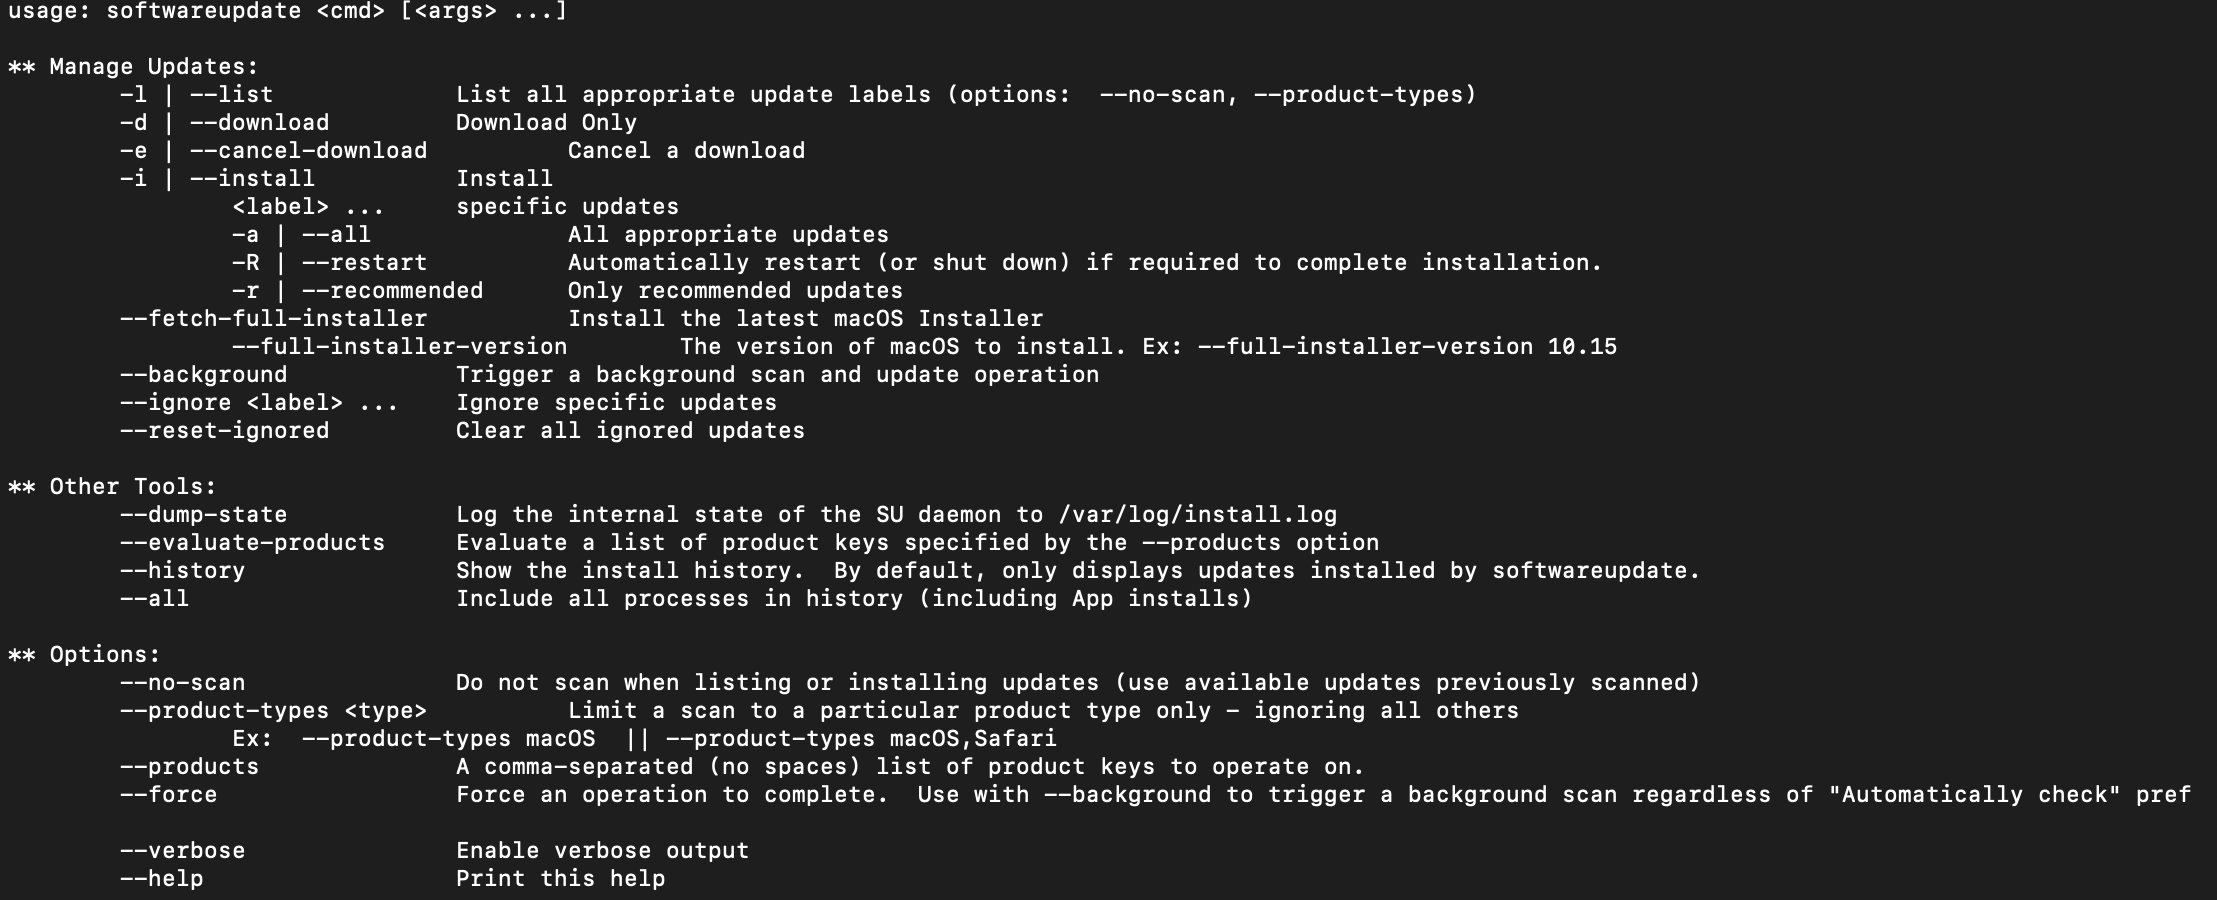 usage: softwareupdate <cmd> [<args> ...]

** Manage Updates:
        -l | --list             List all appropriate update labels (options:  --no-scan, --product-types)
        -d | --download         Download Only
        -e | --cancel-download          Cancel a download
        -i | --install          Install
                <label> ...     specific updates
                -a | --all              All appropriate updates
                -R | --restart          Automatically restart (or shut down) if required to complete installation.
                -r | --recommended      Only recommended updates
        --fetch-full-installer          Install the latest macOS Installer
                --full-installer-version        The version of macOS to install. Ex: --full-installer-version 10.15
        --background            Trigger a background scan and update operation
        --ignore <label> ...    Ignore specific updates
        --reset-ignored         Clear all ignored updates

** Other Tools:
        --dump-state            Log the internal state of the SU daemon to /var/log/install.log
        --evaluate-products     Evaluate a list of product keys specified by the --products option
        --history               Show the install history.  By default, only displays updates installed by softwareupdate.
        --all                   Include all processes in history (including App installs)

** Options:
        --no-scan               Do not scan when listing or installing updates (use available updates previously scanned)
        --product-types <type>          Limit a scan to a particular product type only - ignoring all others
                Ex:  --product-types macOS  || --product-types macOS,Safari
        --products              A comma-separated (no spaces) list of product keys to operate on.
        --force                 Force an operation to complete.  Use with --background to trigger a background scan regardless of "Automatically check" pref

        --verbose               Enable verbose output
        --help                  Print this help